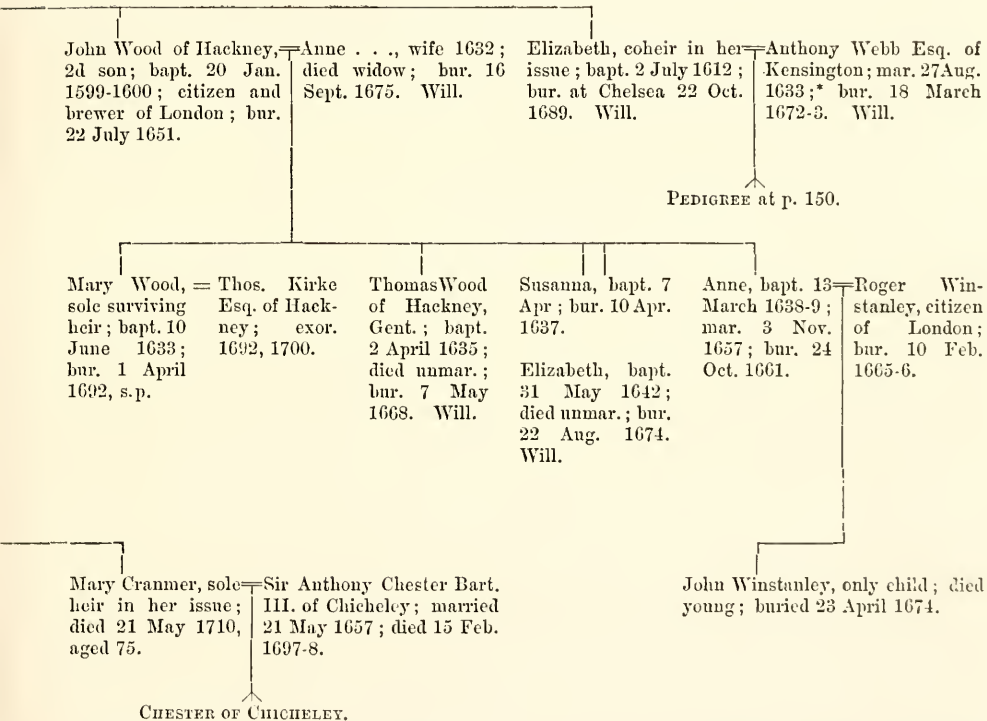 John Wood of Hackney,
2d son; bapt. 20 Jan.
1599-1600; citizen and
brewer of London; bur.
22 July 1651.
Anne . . ., wife 1632;
died widow; bur. 16
Sept. 1675. Will.
Elizabeth, coheir in her
issue; bapt. 2 July 1612;
bur. at Chelsea 22 Oct.
1689. Will.
Anthony Webb Esq. of
Kensington; mar. 27 Aug.
1633;* bur. 18 March
1672-3. Will.
PEDIGREE at p. 150.
Mary Wood, =
sole surviving
heir; bapt. 10
June 1633;
bur. 1 April
1692, s.p.
Thos. Kirke
Esq. of Hack-
ney; exor.
1692, 1700.
Thomas Wood
of Hackney,
Gent.; bapt.
2 April 1635;
died unmar.;
bur. 7 May
1668. Will.
Susanna, bapt. 7
Apr; bur. 10 Apr.
1637.
Elizabeth, bapt.
31 May 1642;
died unmar.; bur.
22 Aug. 1674.
Will.
Anne, bapt. 13
March 1638-9;
mar. 3 Nov.
1657; bur. 24
Oct. 1661.
Roger Win-
stanley, citizen
of London;
bur. 10 Feb.
1665-6.
Mary Cranmer, sole
heir in her issue;
died 21 May 1710,
aged 75.
Sir Anthony Chester Bart.
III. of Chicheley; married
21 May 1657; died 15 Feb.
1697-8.
CHESTER OF CHICHELEY.
John Winstanley, only child; died
young; buried 23 April 1674.